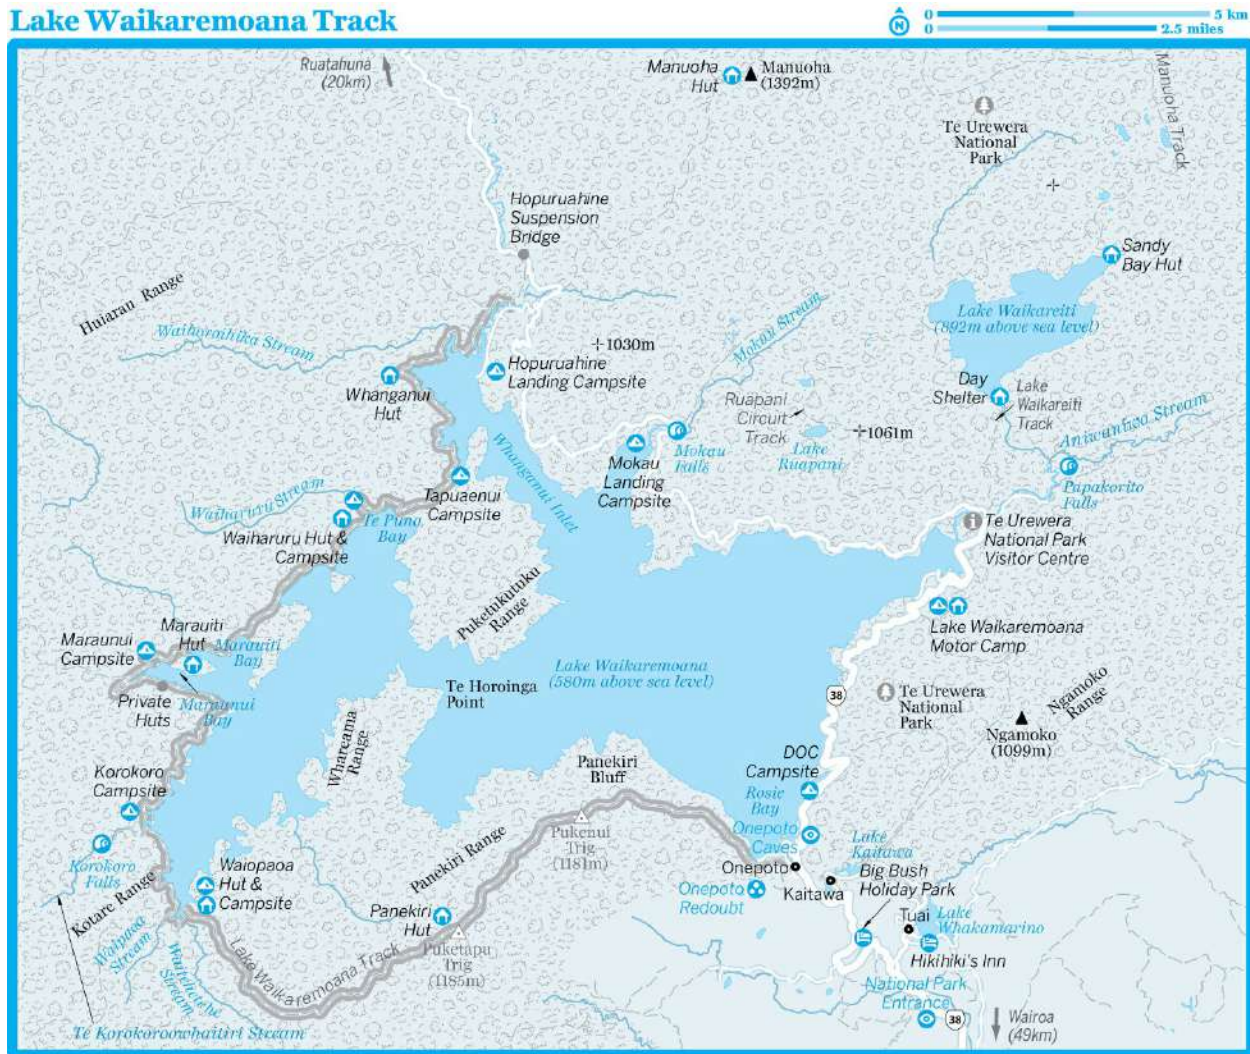 Lake Waikaremoana Track
N
0
5 km
0
2.5 miles
Ruatahuna
(20km)
Manuoha
Hut
Manuoha
(1392m)
Manuoha Track
Te Urewera
National
Park
Hopuruahine
Suspension
Bridge
Sandy
Bay Hut
Huiaran Range
Lake Waikareiti
(892m above sea level)
Mokau Stream
1030m
Hopuruahine
Landing Campsite
Whanganui
Hut
Day
Shelter
Lake
Waikareiti
Track
Ruapani
Circuit
Track
1061m
Aniwaniwa Stream
Whanganui Inlet
Mokau
Landing
Campsite
Mokau
Falls
Lake
Ruapani
Papakorito
Falls
Tapuaenui
Campsite
Waiharuru Stream
Te Puna
Bay
Waiharuru Hut &
Campsite
Te Urewera
National Park
Visitor Centre
Puketukutuku
Range
Lake Waikaremoana
Motor Camp
Marauiti
Hut
Maraunui
Campsite
Marauiti
Bay
Lake Waikaremoana
(580m above sea level)
Te Horoinga
Point
Private
Huts
Maraunui
Bay
38
Te Urewera
National
Park
Ngamoko
Range
Ngamoko
(1099m)
Whareama
Range
Panekiri
Bluff
DOC
Campsite
Rosie
Bay
Korokoro
Campsite
Pukenui
Trig
(1181m)
Onepoto
Caves
Korokoro
Falls
Panekiri Range
Lake
Kaitawa
Waiopaoa
Hut &
Campsite
Onepoto
Big Bush
Holiday Park
Kotare Range
Onepoto
Redoubt
Kaitawa
Panekiri
Hut
Tuai
Lake
Whakamarino
Waipaoa
Stream
Puketapu
Trig
(1185m)
Lake Waikaremoana Track
Hikihiki's Inn
National Park
Entrance
38
Wairoa
(49km)
Te Korokoroowhaitiri Stream